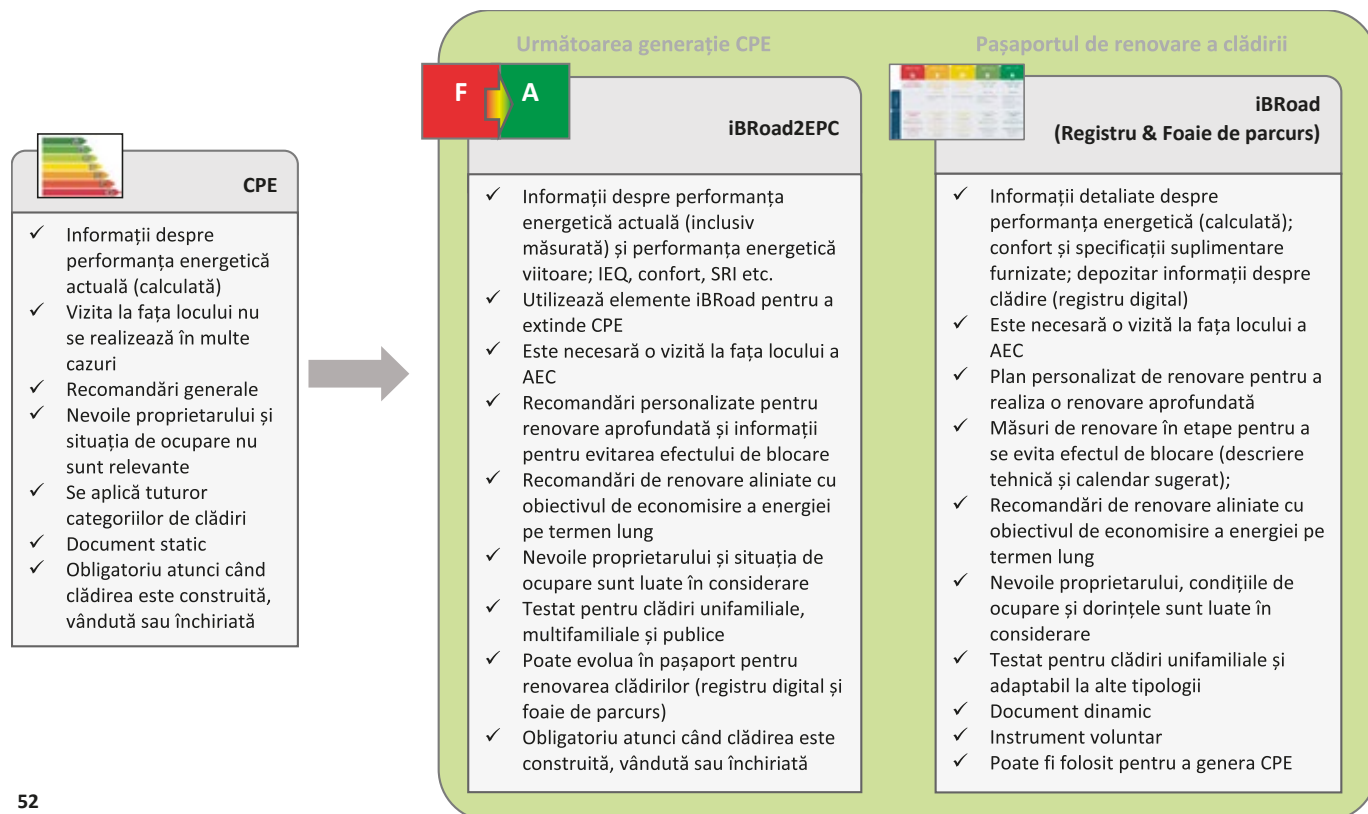 Următoarea generație CPE
Pașaportul de renovare a clădirii
CPE
✓ Informații despre
performanța energetică
actuală (calculată)
✓ Vizita la fața locului nu
se realizează în multe
cazuri
✓ Recomandări generale
✓ Nevoile proprietarului și
situația de ocupare nu
sunt relevante
✓ Se aplică tuturor
categoriilor de clădiri
✓ Document static
✓ Obligatoriu atunci când
clădirea este construită,
vândută sau închiriată
F A
iBRoad2EPC
✓ Informații despre performanța
energetică actuală (inclusiv
măsurată) și performanța energetică
viitoare; IEQ, confort, SRI etc.
✓ Utilizează elemente iBRoad pentru a
extinde CPE
✓ Este necesară o vizită la fața locului a
AEC
✓ Recomandări personalizate pentru
renovare aprofundată și informații
pentru evitarea efectului de blocare
✓ Recomandări de renovare aliniate cu
obiectivul de economisire a energiei
pe termen lung
✓ Nevoile proprietarului și situația de
ocupare sunt luate în considerare
✓ Testat pentru clădiri unifamiliale,
multifamiliale și publice
✓ Poate evolua în pașaport pentru
renovarea clădirilor (registru digital și
foaie de parcurs)
✓ Obligatoriu atunci când clădirea este
construită, vândută sau închiriată
iBRoad
(Registru & Foaie de parcurs)
✓ Informații detaliate despre
performanța energetică (calculată);
confort și specificații suplimentare
furnizate; depozitar informații despre
clădire (registru digital)
✓ Este necesară o vizită la fața locului a
AEC
✓ Plan personalizat de renovare pentru a
realiza o renovare aprofundată
✓ Măsuri de renovare în etape pentru a
se evita efectul de blocare (descriere
tehnică și calendar sugerat);
✓ Recomandări de renovare aliniate cu
obiectivul de economisire a energiei pe
termen lung
✓ Nevoile proprietarului, condițiile de
ocupare și dorințele sunt luate în
considerare
✓ Testat pentru clădiri unifamiliale și
adaptabil la alte tipologii
✓ Document dinamic
✓ Instrument voluntar
✓ Poate fi folosit pentru a genera CPE
52